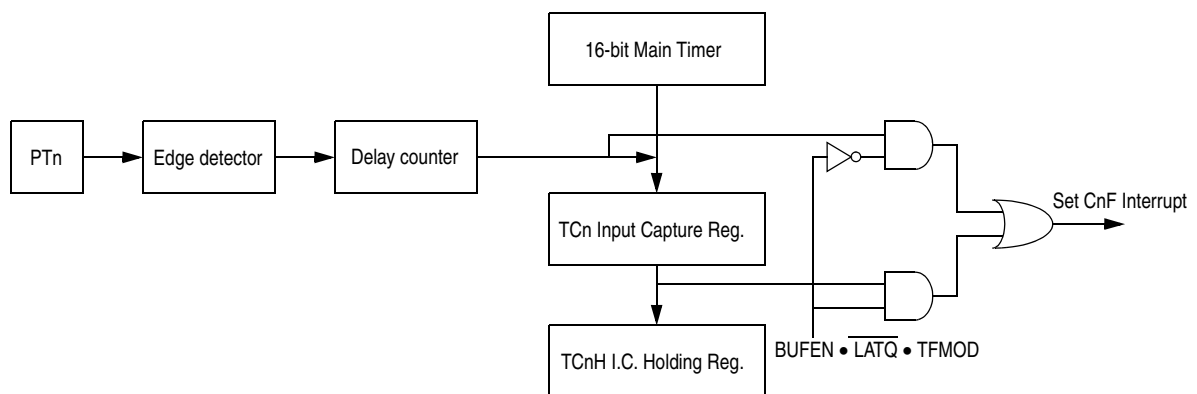 16-bit Main Timer
PTn
Edge detector
Delay counter
TCn Input Capture Reg.
Set CnF Interrupt
TCnH I.C. Holding Reg.
BUFEN • L̅A̅T̅Q̅ • TFMOD